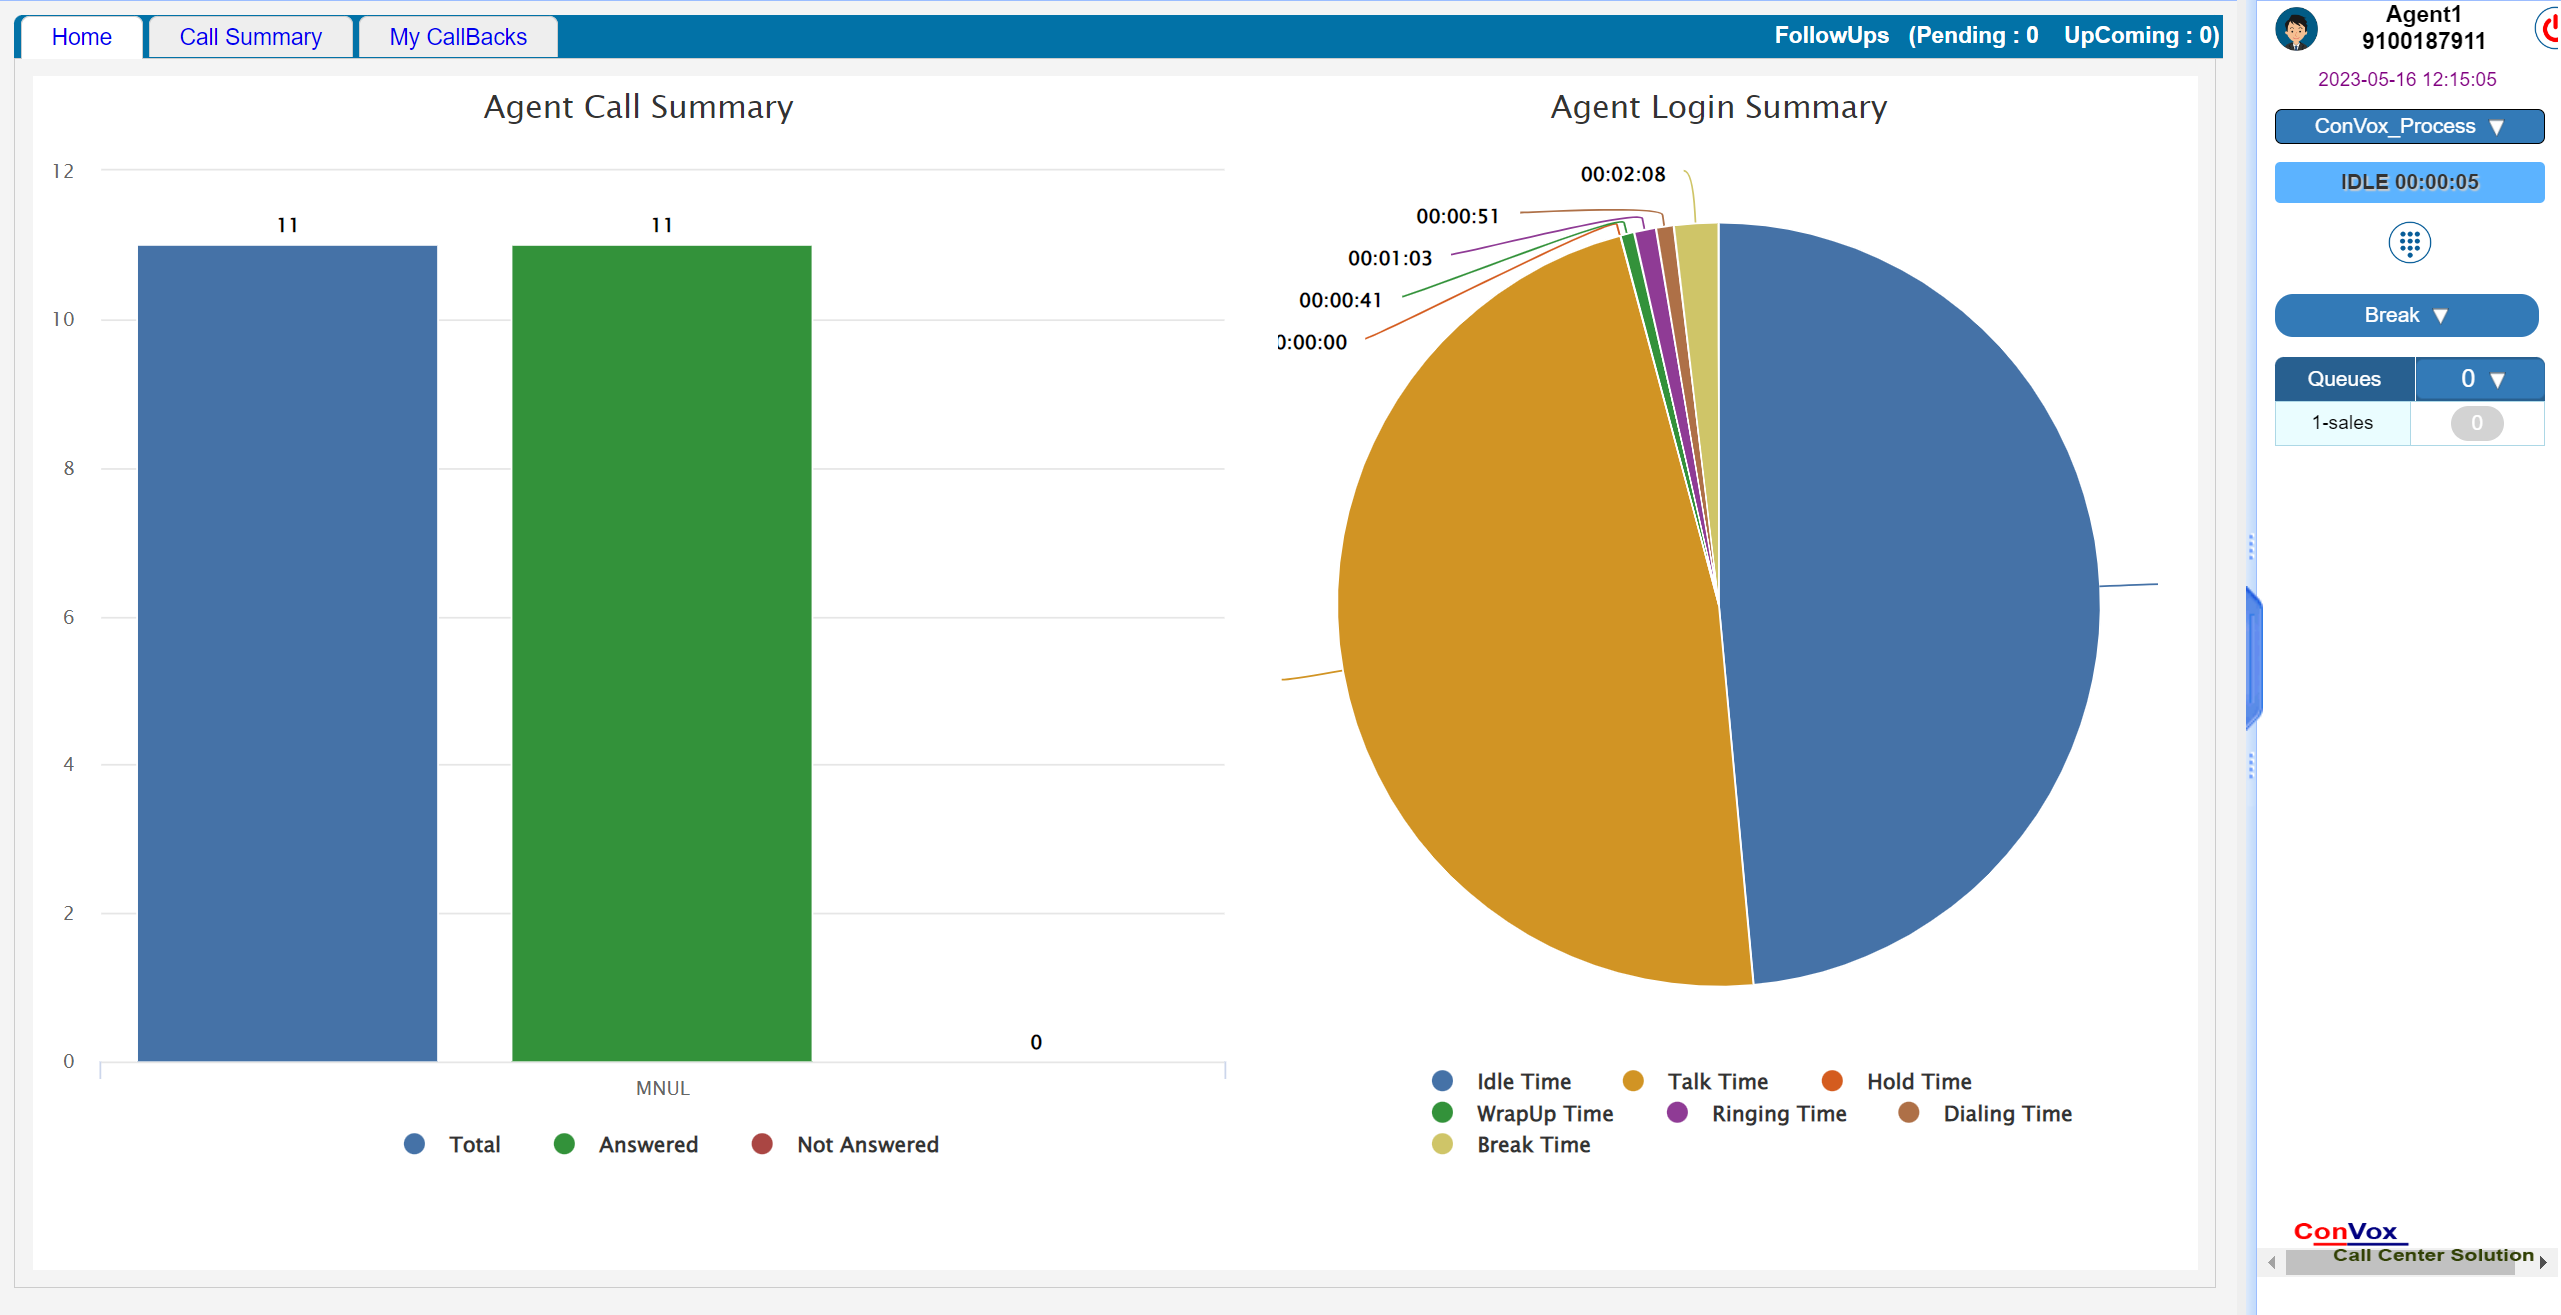 Home
Call Summary
My CallBacks
FollowUps (Pending : 0 UpComing : 0)
Agent Call Summary
12
10
8
6
4
2
0
11
11
0
MNUL
Total
Answered
Not Answered
Agent Login Summary
00:02:08
00:00:51
00:01:03
00:00:41
0:00:00
Idle Time
Talk Time
Hold Time
WrapUp Time
Ringing Time
Dialing Time
Break Time
Agent1
9100187911
2023-05-16 12:15:05
ConVox_Process ▼
IDLE 00:00:05
Break ▼
Queues 0 ▼
1-sales 0
ConVox
Call Center Solution